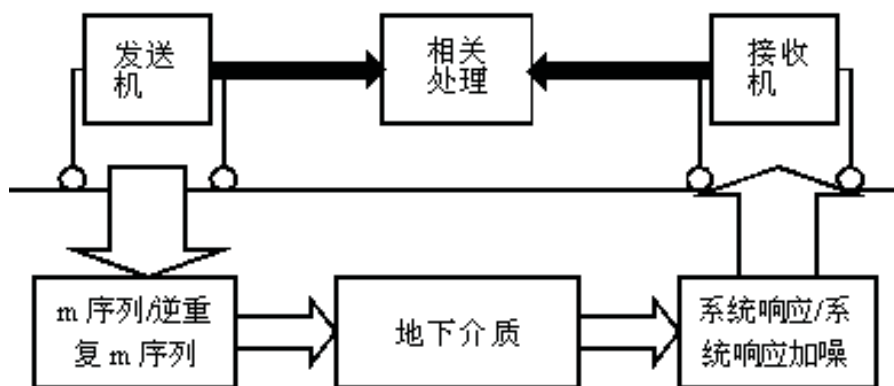 发送
机
相关
处理
接收
机
m 序列/逆重
复 m 序列
地下介质
系统响应/系
统响应加噪